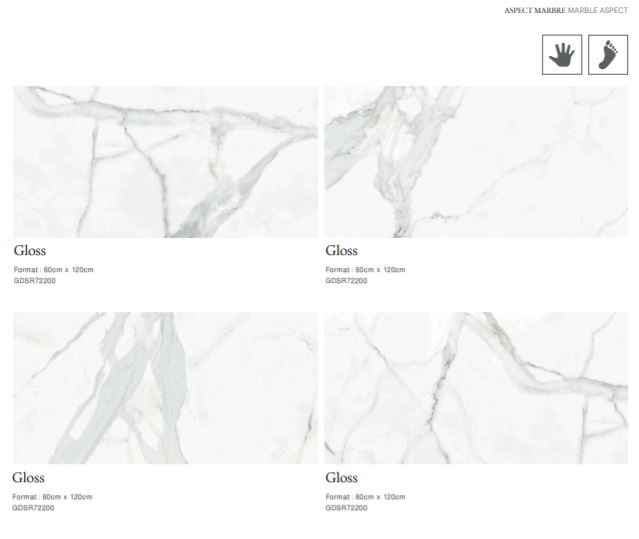 ASPECT MARBRE MARBLE ASPECT
Gloss
Format : 60cm x 120cm
GDSR72200
Gloss
Format : 60cm x 120cm
GDSR72200
Gloss
Format : 60cm x 120cm
GDSR72200
Gloss
Format : 60cm x 120cm
GDSR72200